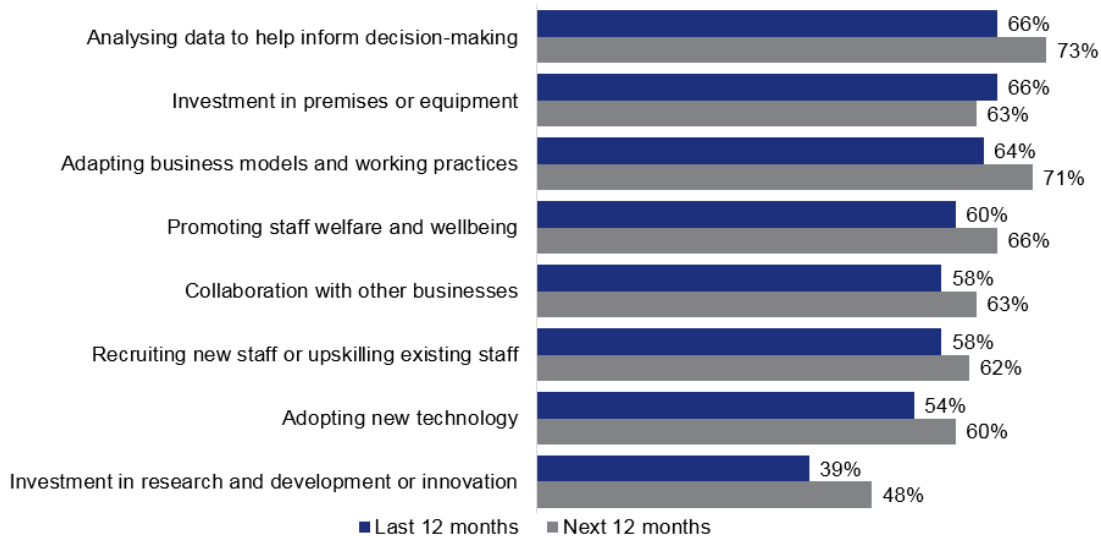 Analysing data to help inform decision-making
66%
73%
Investment in premises or equipment
66%
63%
Adapting business models and working practices
64%
71%
Promoting staff welfare and wellbeing
60%
66%
Collaboration with other businesses
58%
63%
Recruiting new staff or upskilling existing staff
58%
62%
Adopting new technology
54%
60%
Investment in research and development or innovation
39%
48%
Last 12 months
Next 12 months